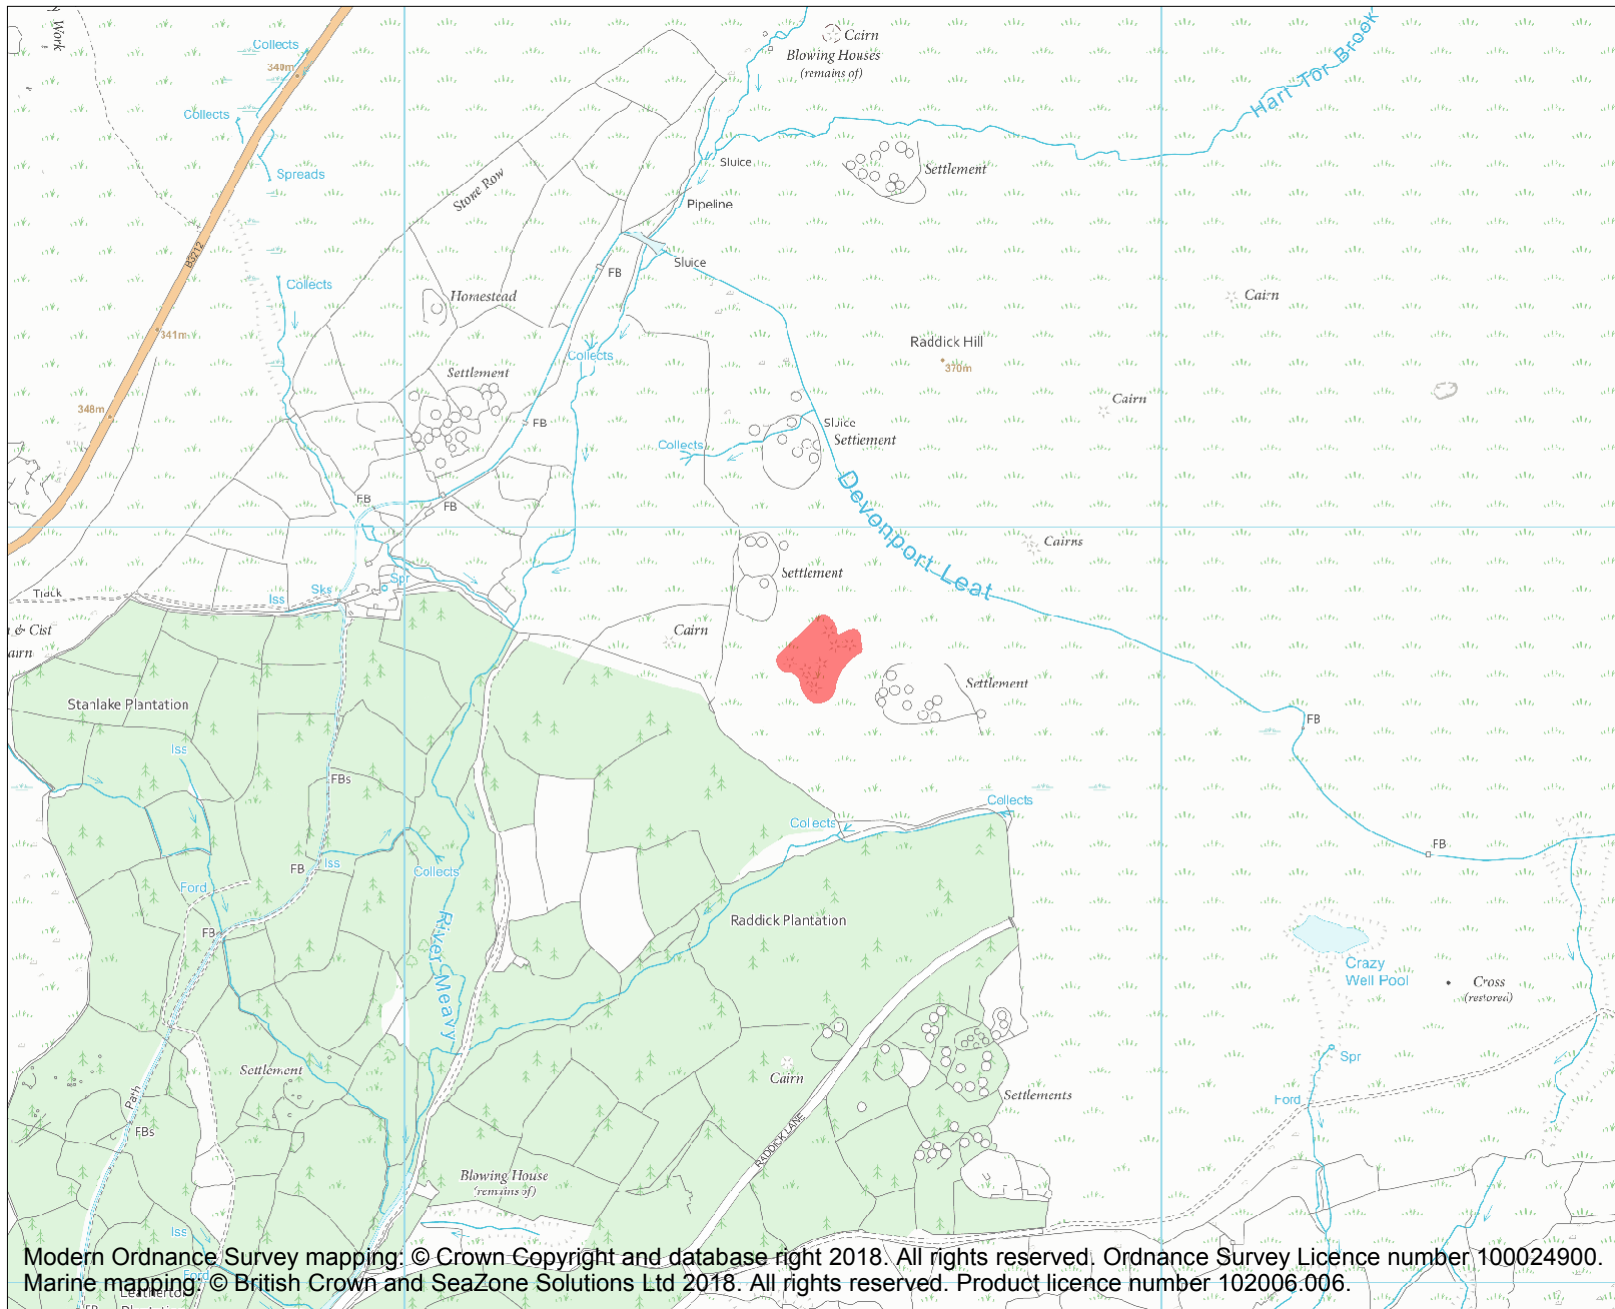 Work
Collects
340m
Cairn
Blowing Houses
(remains of)
Hart Tor Brook
Collects
Spreads
Stone Row
Sluice
Settlement
Pipeline
B3212
Sluice
FB
Collects
Homestead
Cairn
341m
Collects
Raddick Hill
370m
Settlement
Cairn
348m
FB
Sluice
Settlement
Collects
Devonport Leat
FB
FB
Cairns
Settlement
Spr
Sks
Iss
Track
& Cist
airn
Cairn
Settlement
Stanlake Plantation
FB
Iss
FBs
Collects
Collects
FB
Iss
FB
Collects
Ford
Raddick Plantation
FB
River Meavy
Crazy
Well Pool
Cross
(restored)
Spr
Settlement
Cairn
Settlements
Ford
Path
FBs
RADDICK LANE
Blowing House
(remains of)
Iss
Ford
Modern Ordnance Survey mapping: © Crown Copyright and database right 2018. All rights reserved. Ordnance Survey Licence number 100024900.
Marine mapping: © British Crown and SeaZone Solutions Ltd 2018. All rights reserved. Product licence number 102006.006.
FB